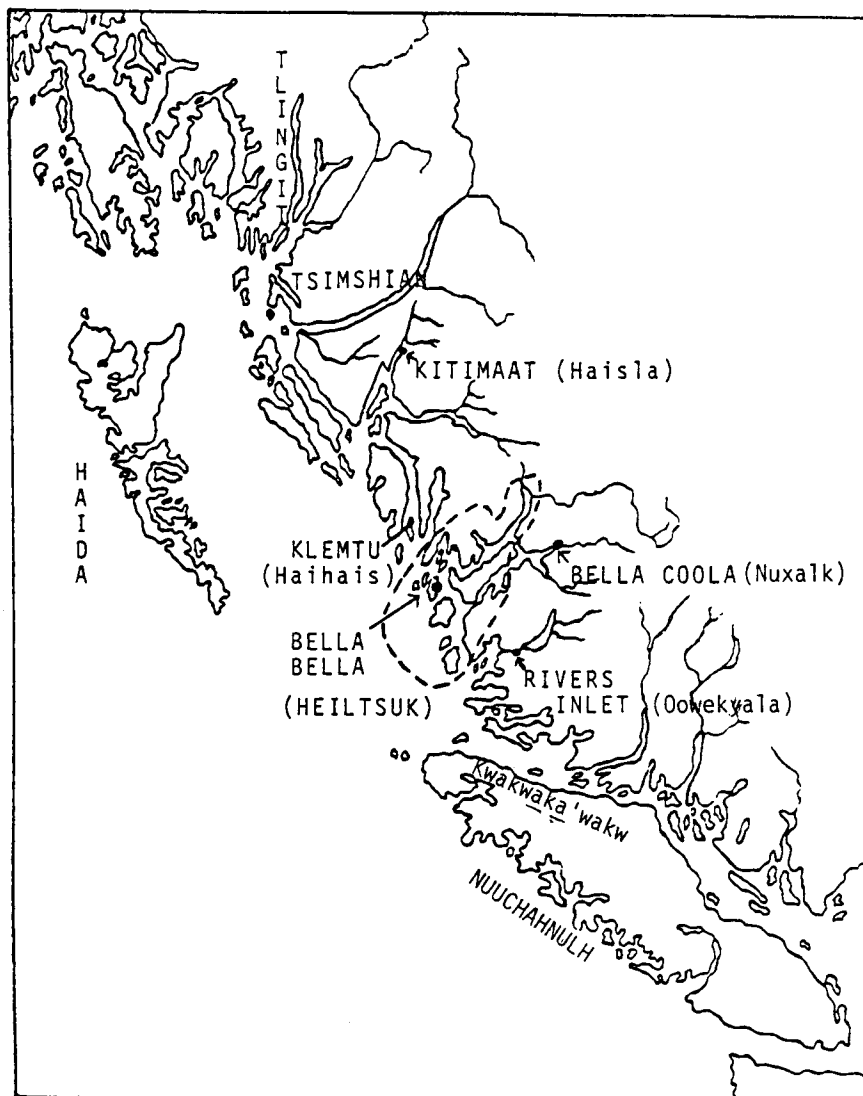 TLINGIT
TSIMSHIAN
KITIMAAT (Haisla)
HAIDA
KLEMTU
(Haihais)
BELLA COOLA (Nuxalk)
BELLA
BELLA
(HEILTSUK)
RIVERS
INLET (Oowekyala)
Kwakwaka'wakw
NUUCHAHNULH